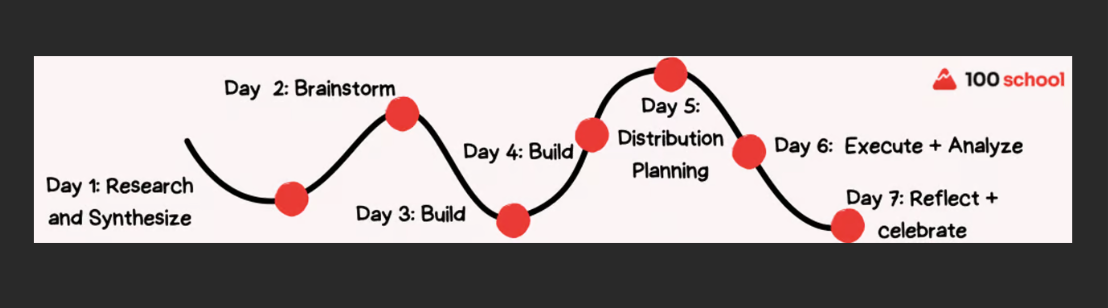 100 school
Day 1: Research
and Synthesize
Day 2: Brainstorm
Day 3: Build
Day 4: Build
Day 5:
Distribution
Planning
Day 6: Execute + Analyze
Day 7: Reflect +
celebrate